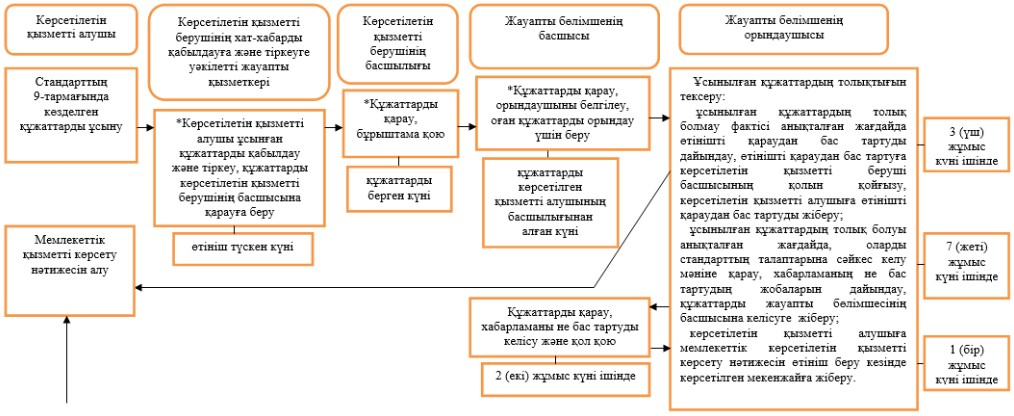 Көрсетілетін
қызметті алушы
Көрсетілетін қызметті
берушінің хат-хабарды
қабылдауға және тіркеуге
уәкілетті жауапты
қызметкері
Көрсетілетін
қызметті
берушінің
басшылығы
Жауапты бөлімшенің
басшысы
Жауапты бөлімшенің
орындаушысы
Стандарттың
9-тармағында
көзделген
құжаттарды ұсыну
*Көрсетілетін қызметті
алушы ұсынған
құжаттарды қабылдау
және тіркеу, құжаттарды
көрсетілетін қызметті
берушінің басшысына
қарауға беру
өтініш түскен күні
*Құжаттарды
қарау,
бұрыштама қою
құжаттарды
берген күні
*Құжаттарды қарау,
орындаушыны белгілеу,
оған құжаттарды орындау
үшін беру
құжаттарды
көрсетілген
қызметті алушының
басшылығынан
алған күні
Ұсынылған құжаттардың толықтығын
тексеру:
ұсынылған құжаттардың толық
болмау фактісі анықталған жағдайда
өтінішті қараудан бас тартуды
дайындау, өтінішті қараудан бас тартуға
көрсетілетін қызметті беруші
басшысының қолын қойғызу,
көрсетілетін қызметті алушыға өтінішті
қараудан бас тартуды жіберу;
ұсынылған құжаттардың толық болуы
анықталған жағдайда, оларды
стандарттың талаптарына сәйкес келу
мәніне қарау, хабарламаның не бас
тартудың жобаларын дайындау,
құжаттарды жауапты бөлімшесінің
басшысына келісуге жіберу;
көрсетілетін қызметті алушыға
мемлекеттік көрсетілетін қызметті
көрсету нәтижесін өтініш беру кезінде
көрсетілген мекенжайға жіберу.
3 (үш)
жұмыс
күні ішінде
7 (жеті)
жұмыс
күні ішінде
1 (бір)
жұмыс
күні ішінде
Мемлекеттік
қызметті көрсету
нәтижесін алу
Құжаттарды қарау,
хабарламаны не бас тартуды
келісу және қол қою
2 (екі) жұмыс күні ішінде